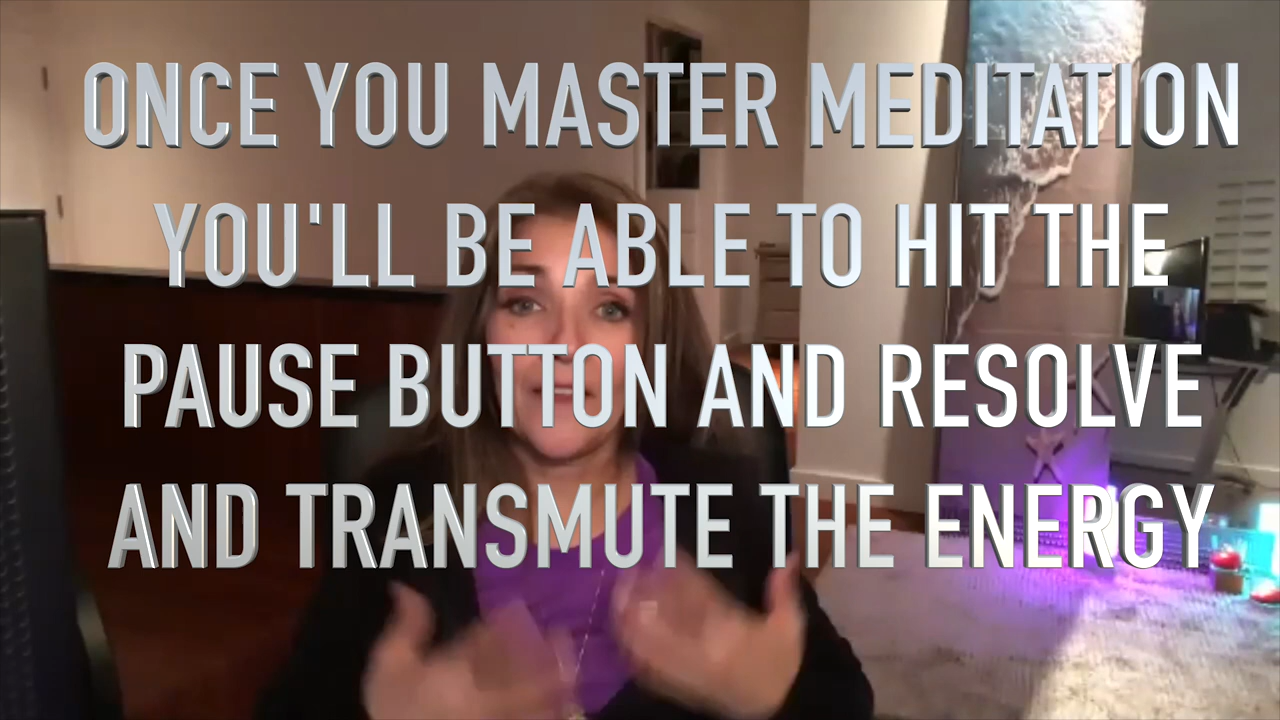 ONCE YOU MASTER MEDITATION
YOU'LL BE ABLE TO HIT THE
PAUSE BUTTON AND RESOLVE
AND TRANSMUTE THE ENERGY